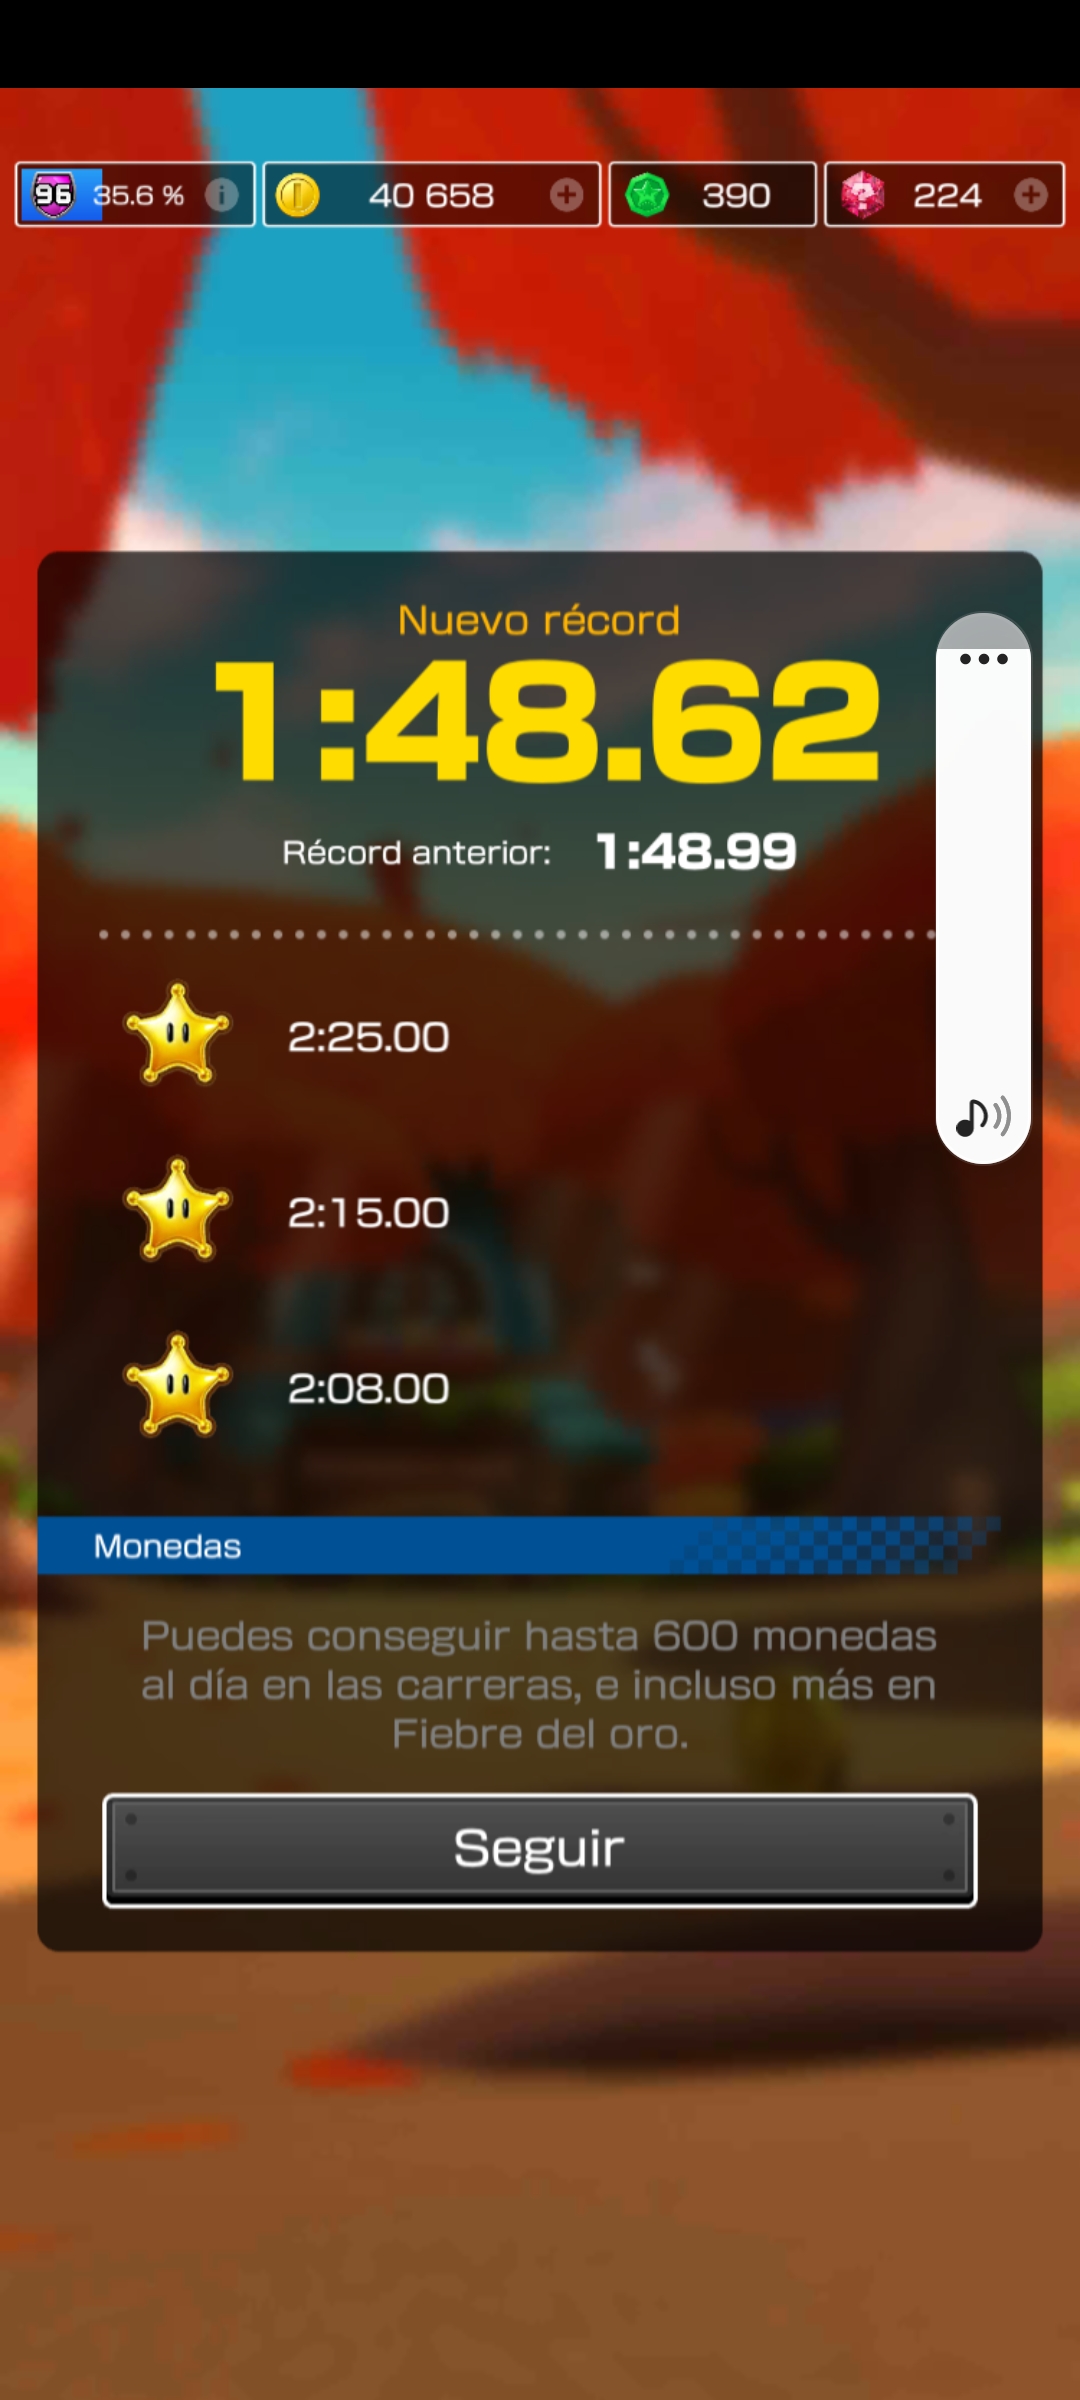 96 35.6 % i 40 658 + 390 224 +
Nuevo récord
1:48.62
Récord anterior: 1:48.99
2:25.00
2:15.00
2:08.00
Monedas
Puedes conseguir hasta 600 monedas
al día en las carreras, e incluso más en
Fiebre del oro.
Seguir